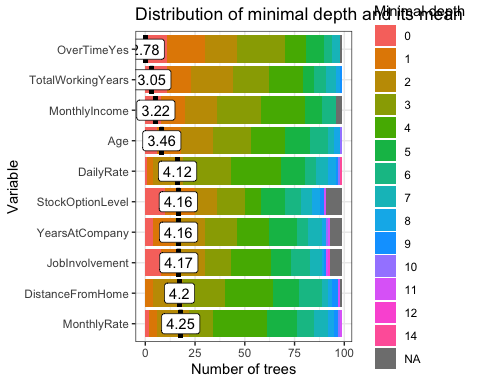 Distribution of minimal depth and its mean
Minimal depth
Variable
OverTimeYes
TotalWorkingYears
MonthlyIncome
Age
DailyRate
StockOptionLevel
YearsAtCompany
JobInvolvement
DistanceFromHome
MonthlyRate
2.78
3.05
3.22
3.46
4.12
4.16
4.16
4.17
4.2
4.25
0
25
50
75
100
Number of trees
0
1
2
3
4
5
6
7
8
9
10
11
12
14
NA